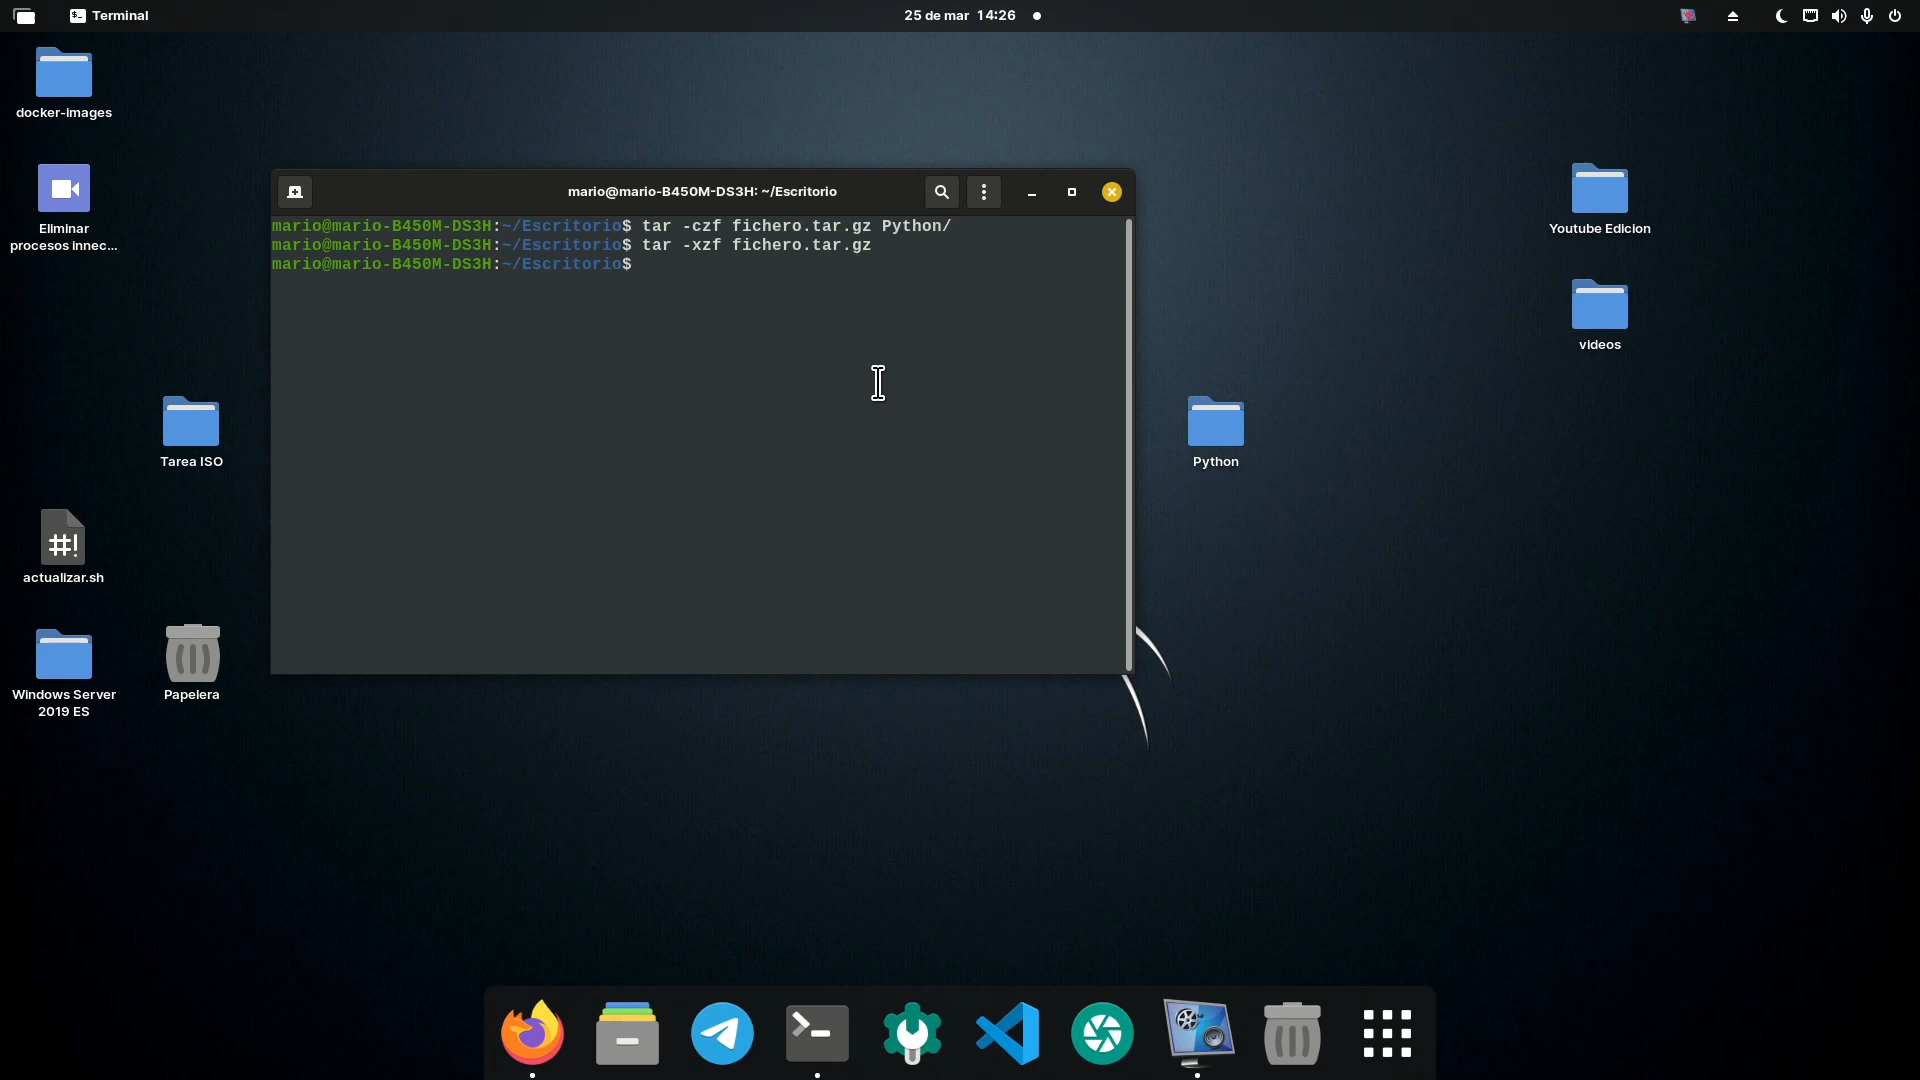 Terminal
25 de mar 14:26
docker-images
Eliminar
procesos innec...
Tarea ISO
actualizar.sh
Windows Server
2019 ES
Papelera
mario@mario-B450M-DS3H: ~/Escritorio
mario@mario-B450M-DS3H:~/Escritorio$ tar -czf fichero.tar.gz Python/
mario@mario-B450M-DS3H:~/Escritorio$ tar -xzf fichero.tar.gz
mario@mario-B450M-DS3H:~/Escritorio$
Python
Youtube Edicion
videos